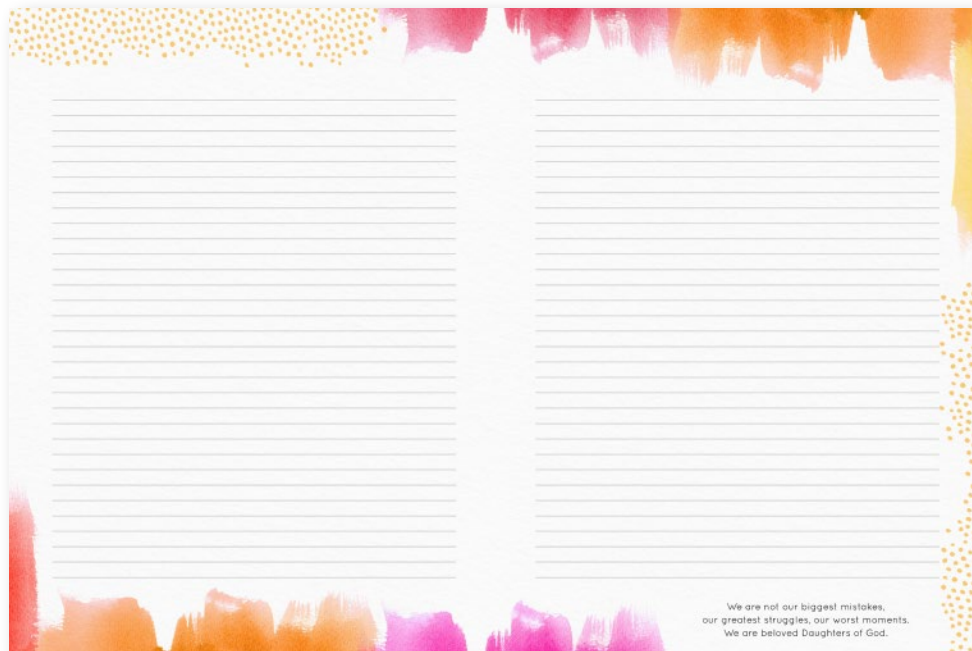 We are not our biggest mistakes,
our greatest struggles, our worst moments.
We are beloved Daughters of God.